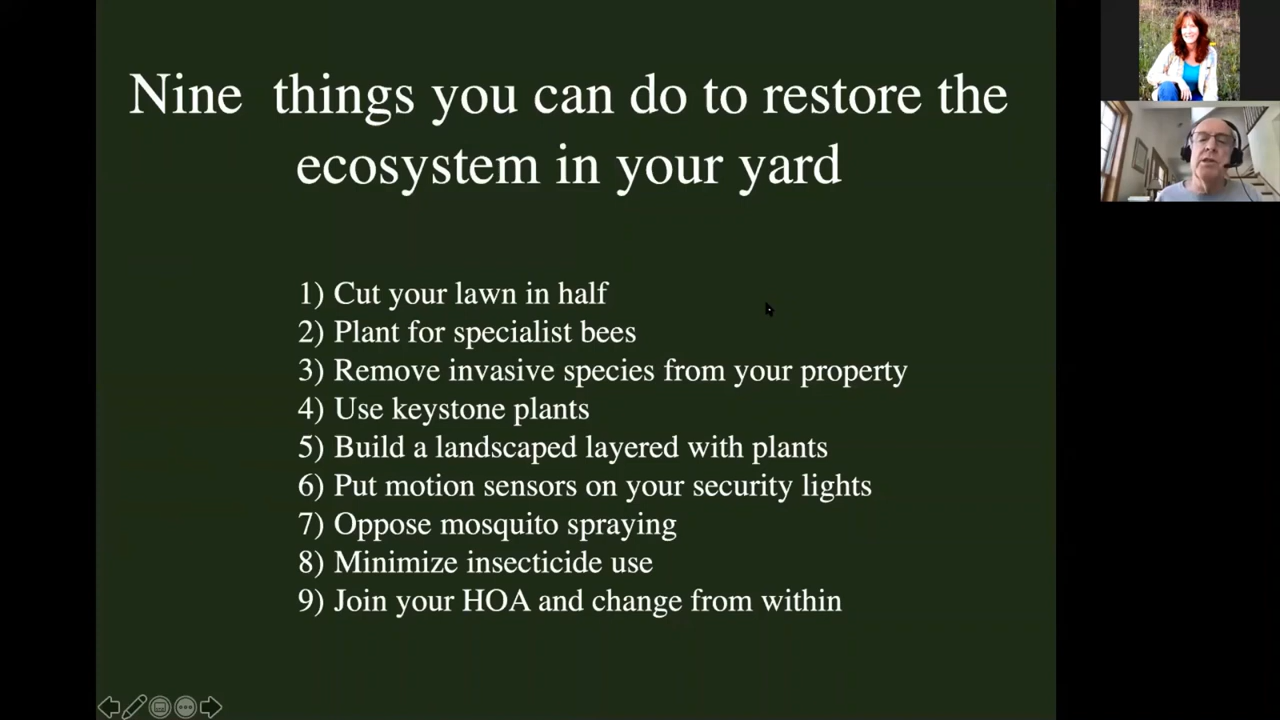 Nine things you can do to restore the
ecosystem in your yard
1) Cut your lawn in half
2) Plant for specialist bees
3) Remove invasive species from your property
4) Use keystone plants
5) Build a landscaped layered with plants
6) Put motion sensors on your security lights
7) Oppose mosquito spraying
8) Minimize insecticide use
9) Join your HOA and change from within